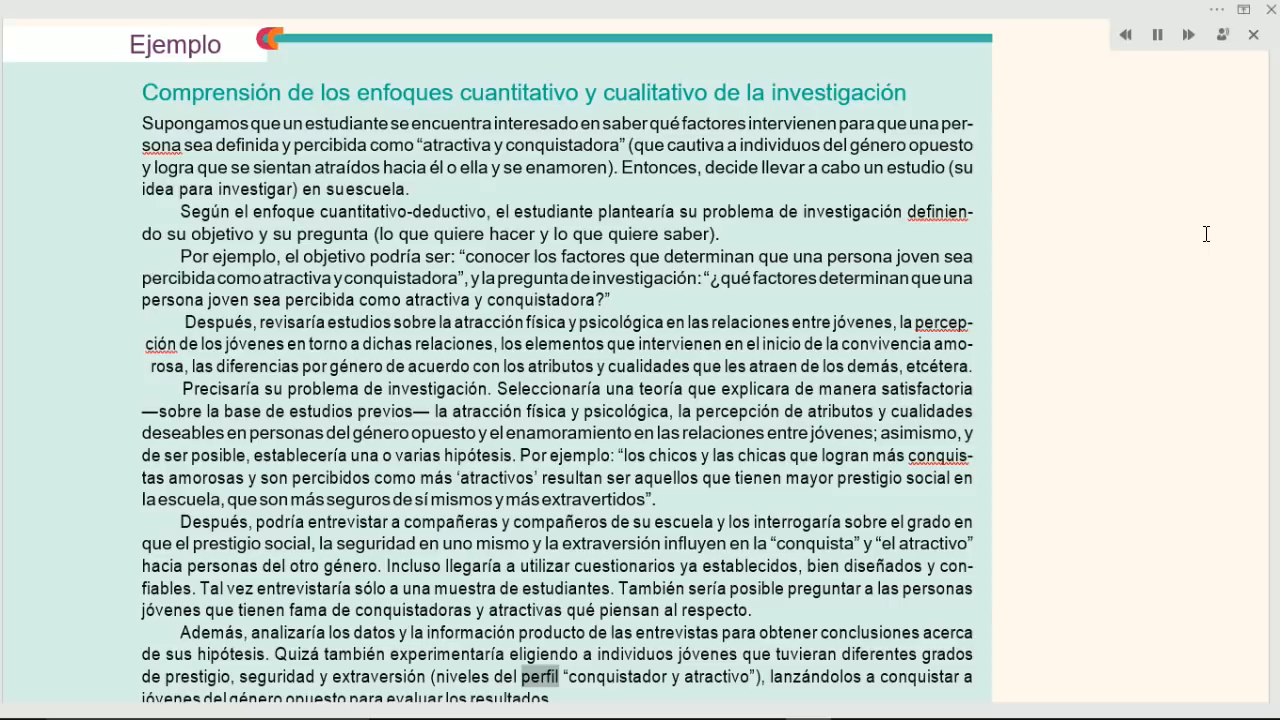 Ejemplo
Comprensión de los enfoques cuantitativo y cualitativo de la investigación
Supongamos que un estudiante se encuentra interesado en saber qué factores intervienen para que una per-
sona sea definida y percibida como “atractiva y conquistadora” (que cautiva a individuos del género opuesto
y logra que se sientan atraídos hacia él o ella y se enamoren). Entonces, decide llevar a cabo un estudio (su
idea para investigar) en suescuela.
Según el enfoque cuantitativo-deductivo, el estudiante plantearía su problema de investigación definien-
do su objetivo y su pregunta (lo que quiere hacer y lo que quiere saber).
Por ejemplo, el objetivo podría ser: “conocer los factores que determinan que una persona joven sea
percibida como atractiva y conquistadora”, y la pregunta de investigación: “¿qué factores determinan que una
persona joven sea percibida como atractiva y conquistadora?”
Después, revisaría estudios sobre la atracción física y psicológica en las relaciones entre jóvenes, la percep-
ción de los jóvenes en torno a dichas relaciones, los elementos que intervienen en el inicio de la convivencia amo-
rosa, las diferencias por género de acuerdo con los atributos y cualidades que les atraen de los demás, etcétera.
Precisaría su problema de investigación. Seleccionaría una teoría que explicara de manera satisfactoria
—sobre la base de estudios previos— la atracción física y psicológica, la percepción de atributos y cualidades
deseables en personas del género opuesto y el enamoramiento en las relaciones entre jóvenes; asimismo, y
de ser posible, establecería una o varias hipótesis. Por ejemplo: “los chicos y las chicas que logran más conquis-
tas amorosas y son percibidos como más ‘atractivos’ resultan ser aquellos que tienen mayor prestigio social en
la escuela, que son más seguros de sí mismos y más extravertidos”.
Después, podría entrevistar a compañeras y compañeros de su escuela y los interrogaría sobre el grado en
que el prestigio social, la seguridad en uno mismo y la extraversión influyen en la “conquista” y “el atractivo”
hacia personas del otro género. Incluso llegaría a utilizar cuestionarios ya establecidos, bien diseñados y con-
fiables. Tal vez entrevistaría sólo a una muestra de estudiantes. También sería posible preguntar a las personas
jóvenes que tienen fama de conquistadoras y atractivas qué piensan al respecto.
Además, analizaría los datos y la información producto de las entrevistas para obtener conclusiones acerca
de sus hipótesis. Quizá también experimentaría eligiendo a individuos jóvenes que tuvieran diferentes grados
de prestigio, seguridad y extraversión (niveles del perfil “conquistador y atractivo”), lanzándolos a conquistar a
jóvenes del género opuesto para evaluar los resultados.